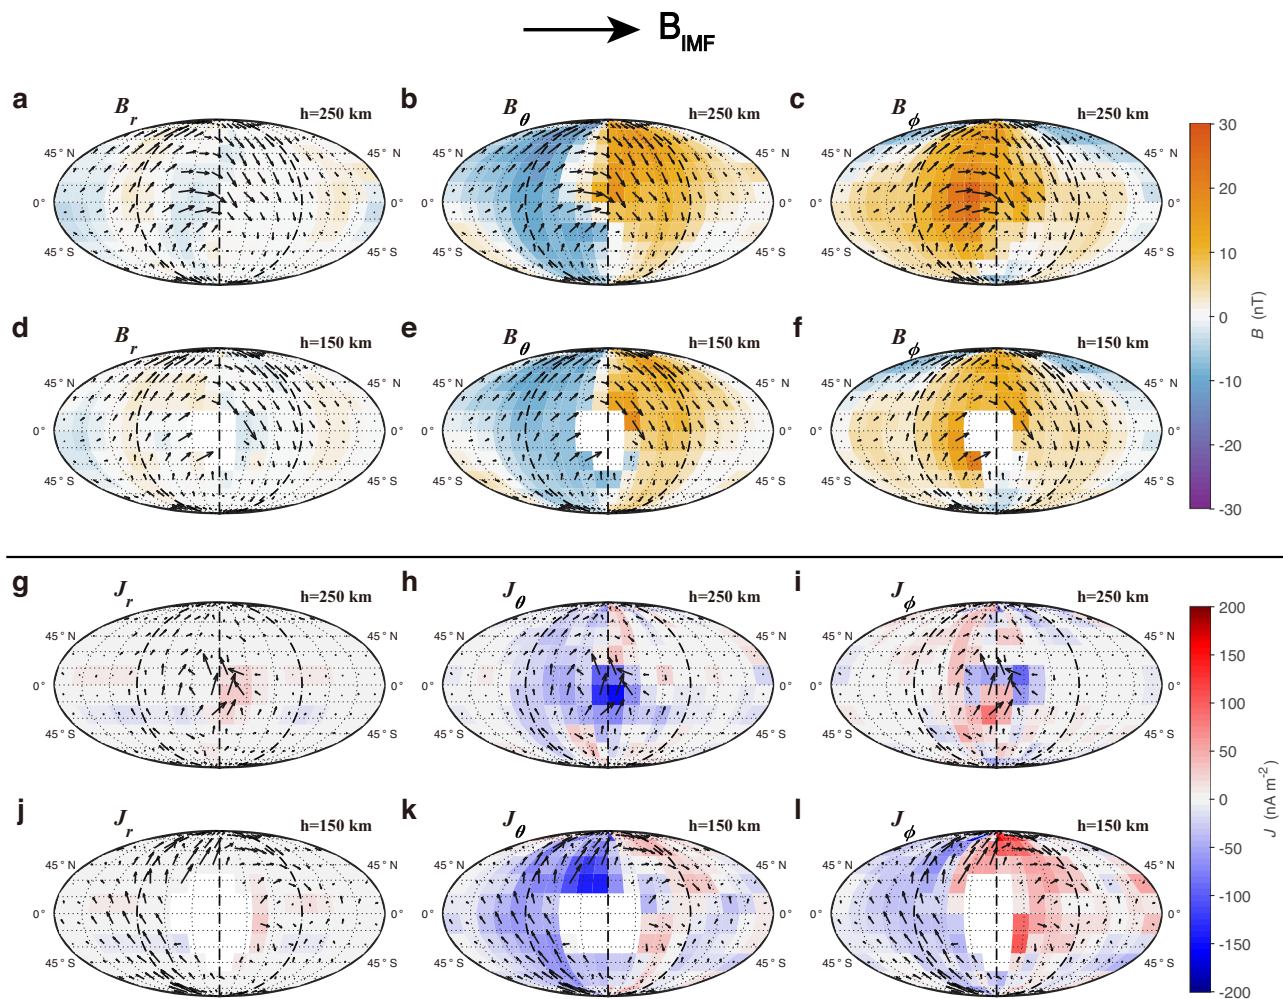 B_IMF
a B_r h=250 km
b B_θ h=250 km
c B_ϕ h=250 km
45° N 45° N 45° N
0° 0° 0° 0° 0° 0°
45° S 45° S 45° S 45° S 45° S 45° S
d B_r h=150 km
e B_θ h=150 km
f B_ϕ h=150 km
45° N 45° N 45° N
0° 0° 0° 0° 0° 0°
45° S 45° S 45° S 45° S 45° S 45° S
30
20
10
0
-10
-20
-30
B (nT)
g J_r h=250 km
h J_θ h=250 km
i J_ϕ h=250 km
45° N 45° N 45° N 45° N 45° N 45° N
0° 0° 0° 0° 0° 0°
45° S 45° S 45° S 45° S 45° S 45° S
j J_r h=150 km
k J_θ h=150 km
l J_ϕ h=150 km
45° N 45° N 45° N 45° N 45° N 45° N
0° 0° 0° 0° 0° 0°
45° S 45° S 45° S 45° S 45° S 45° S
200
150
100
50
0
-50
-100
-150
-200
J (nA m⁻²)